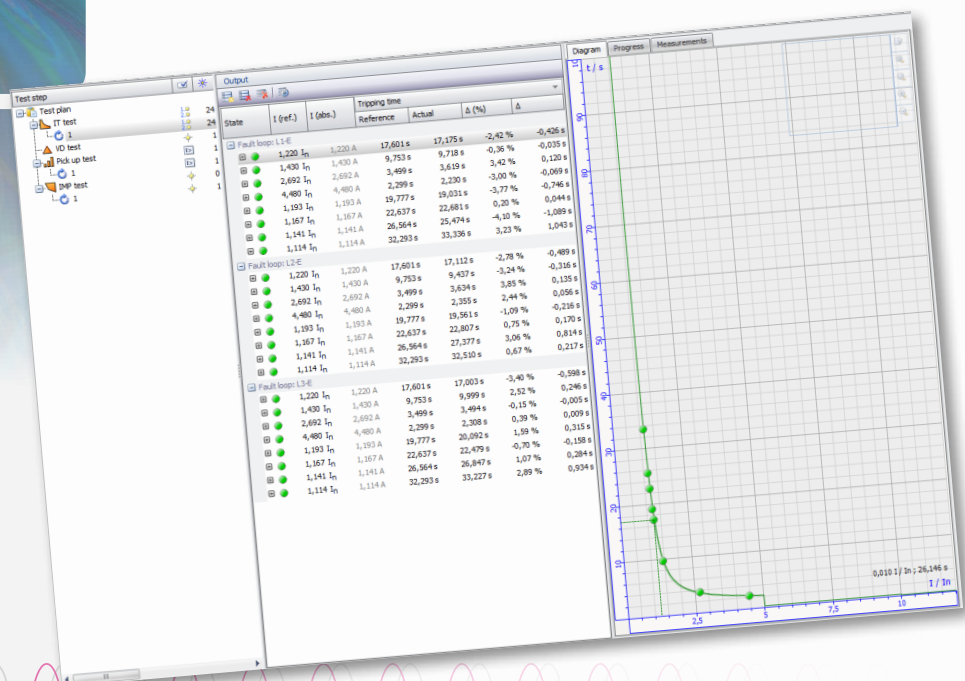 Test step
Test plan 24
IT test 24
1 1
VD test 1
Pick up test 1
1 0
IMP test 1
1
Output
State I (ref.) I (abs.) Tripping time
Reference Actual Δ (%) Δ
Fault loop: L1-E
1,220 In 1,220 A 17,601 s 17,175 s -2,42 % -0,426 s
1,430 In 1,430 A 9,753 s 9,718 s -0,36 % -0,035 s
2,692 In 2,692 A 3,499 s 3,619 s 3,42 % 0,120 s
4,480 In 4,480 A 2,299 s 2,230 s -3,00 % -0,069 s
1,193 In 1,193 A 19,777 s 19,031 s -3,77 % -0,746 s
1,167 In 1,167 A 22,637 s 22,681 s 0,20 % 0,044 s
1,141 In 1,141 A 26,564 s 25,474 s -4,10 % -1,089 s
1,114 In 1,114 A 32,293 s 33,336 s 3,23 % 1,043 s
Fault loop: L2-E
1,220 In 1,220 A 17,601 s 17,112 s -2,78 % -0,489 s
1,430 In 1,430 A 9,753 s 9,437 s -3,24 % -0,316 s
2,692 In 2,692 A 3,499 s 3,634 s 3,85 % 0,135 s
4,480 In 4,480 A 2,299 s 2,355 s 2,44 % 0,056 s
1,193 In 1,193 A 19,777 s 19,561 s -1,09 % -0,216 s
1,167 In 1,167 A 22,637 s 22,807 s 0,75 % 0,170 s
1,141 In 1,141 A 26,564 s 27,377 s 3,06 % 0,814 s
1,114 In 1,114 A 32,293 s 32,510 s 0,67 % 0,217 s
Fault loop: L3-E
1,220 In 1,220 A 17,601 s 17,003 s -3,40 % -0,598 s
1,430 In 1,430 A 9,753 s 9,999 s 2,52 % 0,246 s
2,692 In 2,692 A 3,499 s 3,494 s -0,15 % -0,005 s
4,480 In 4,480 A 2,299 s 2,308 s 0,39 % 0,009 s
1,193 In 1,193 A 19,777 s 20,092 s 1,59 % 0,315 s
1,167 In 1,167 A 22,637 s 22,479 s -0,70 % -0,158 s
1,141 In 1,141 A 26,564 s 26,847 s 1,07 % 0,284 s
1,114 In 1,114 A 32,293 s 33,227 s 2,89 % 0,934 s
Diagram Progress Measurements
t / s
90
80
70
60
50
40
30
20
10
0,010 I / In ; 26,146 s
I / In
2,5 5 7,5 10